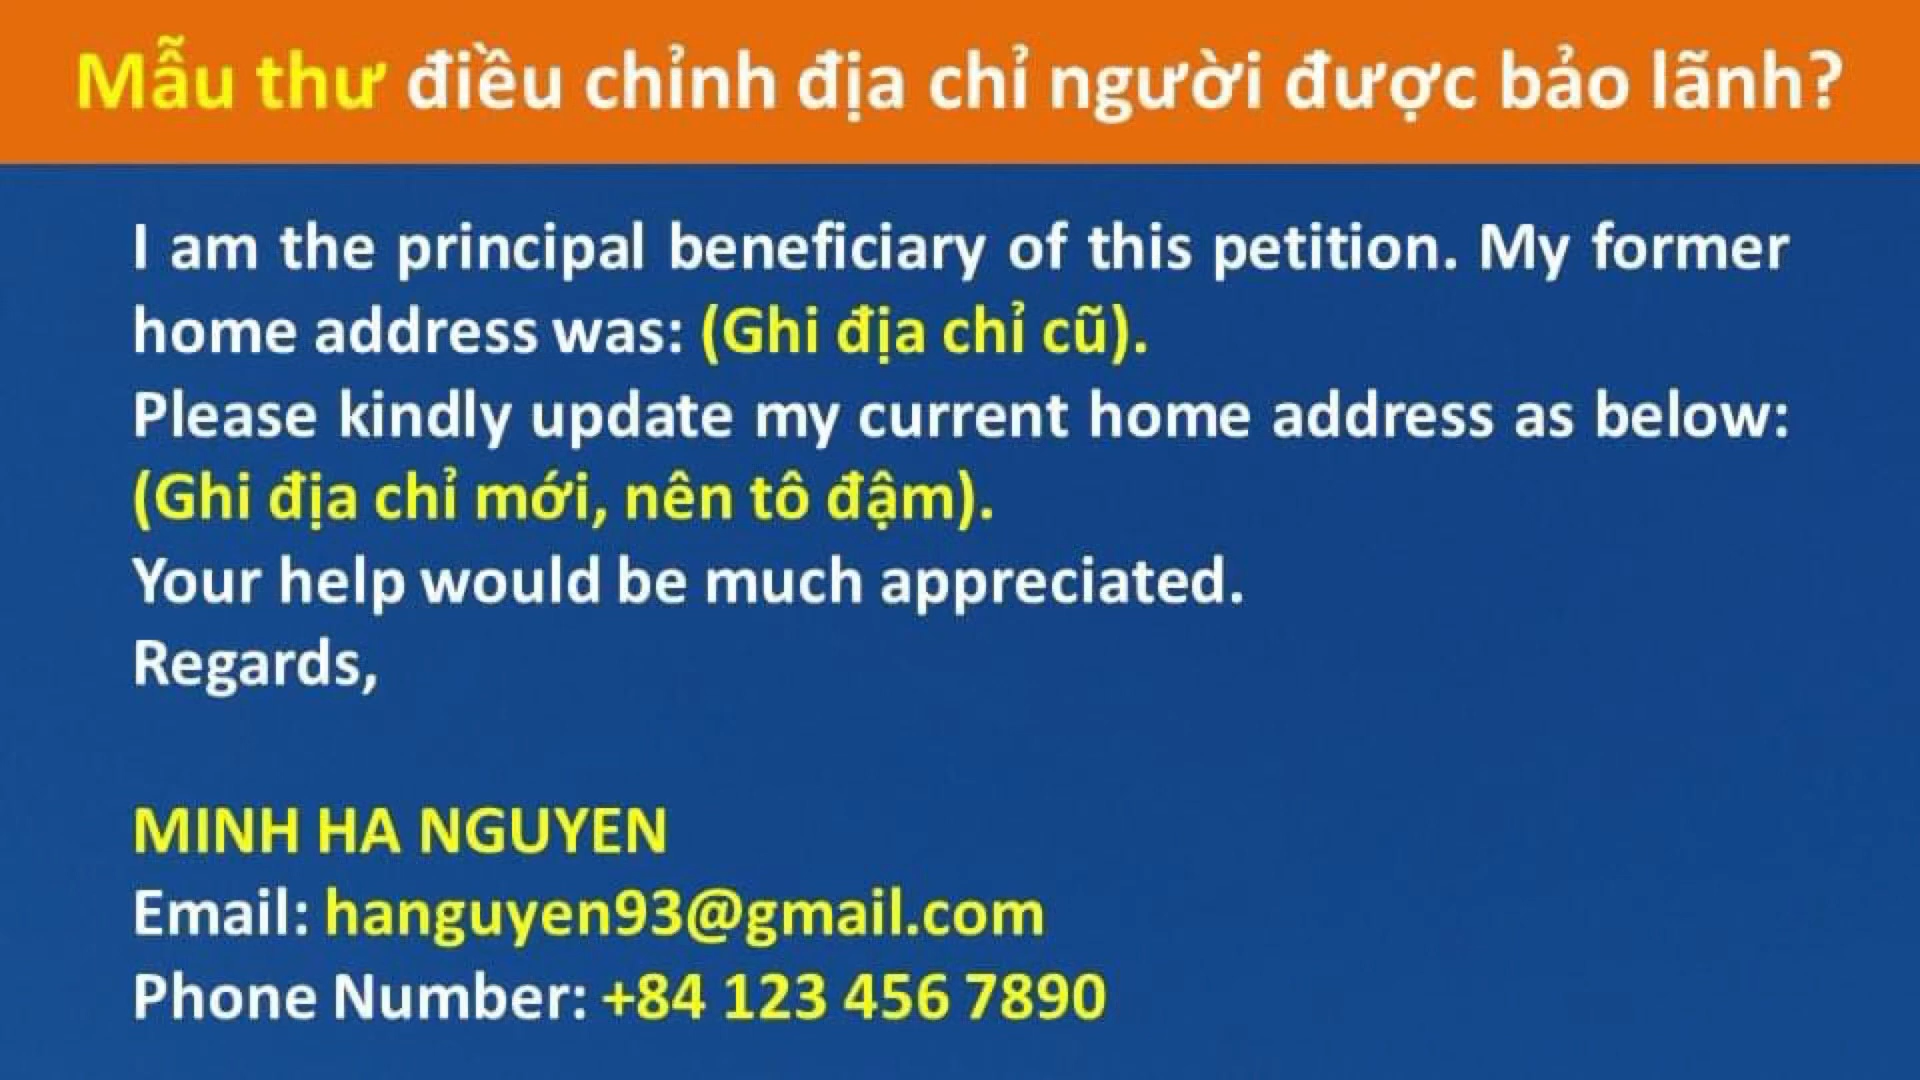 Mẫu thư điều chỉnh địa chỉ người được bảo lãnh?
I am the principal beneficiary of this petition. My former
home address was: (Ghi địa chỉ cũ).
Please kindly update my current home address as below:
(Ghi địa chỉ mới, nên tô đậm).
Your help would be much appreciated.
Regards,
MINH HA NGUYEN
Email: hanguyen93@gmail.com
Phone Number: +84 123 456 7890